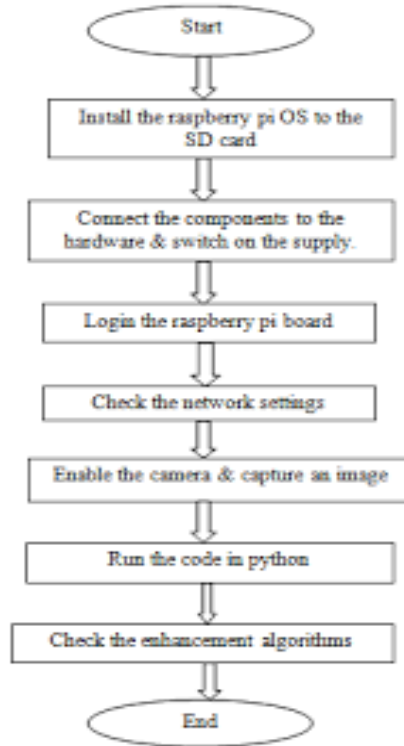 Start
Install the raspberry pi OS to the
SD card
Connect the components to the
hardware & switch on the supply.
Login the raspberry pi board
Check the network settings
Enable the camera & capture an image
Run the code in python
Check the enhancement algorithms
End